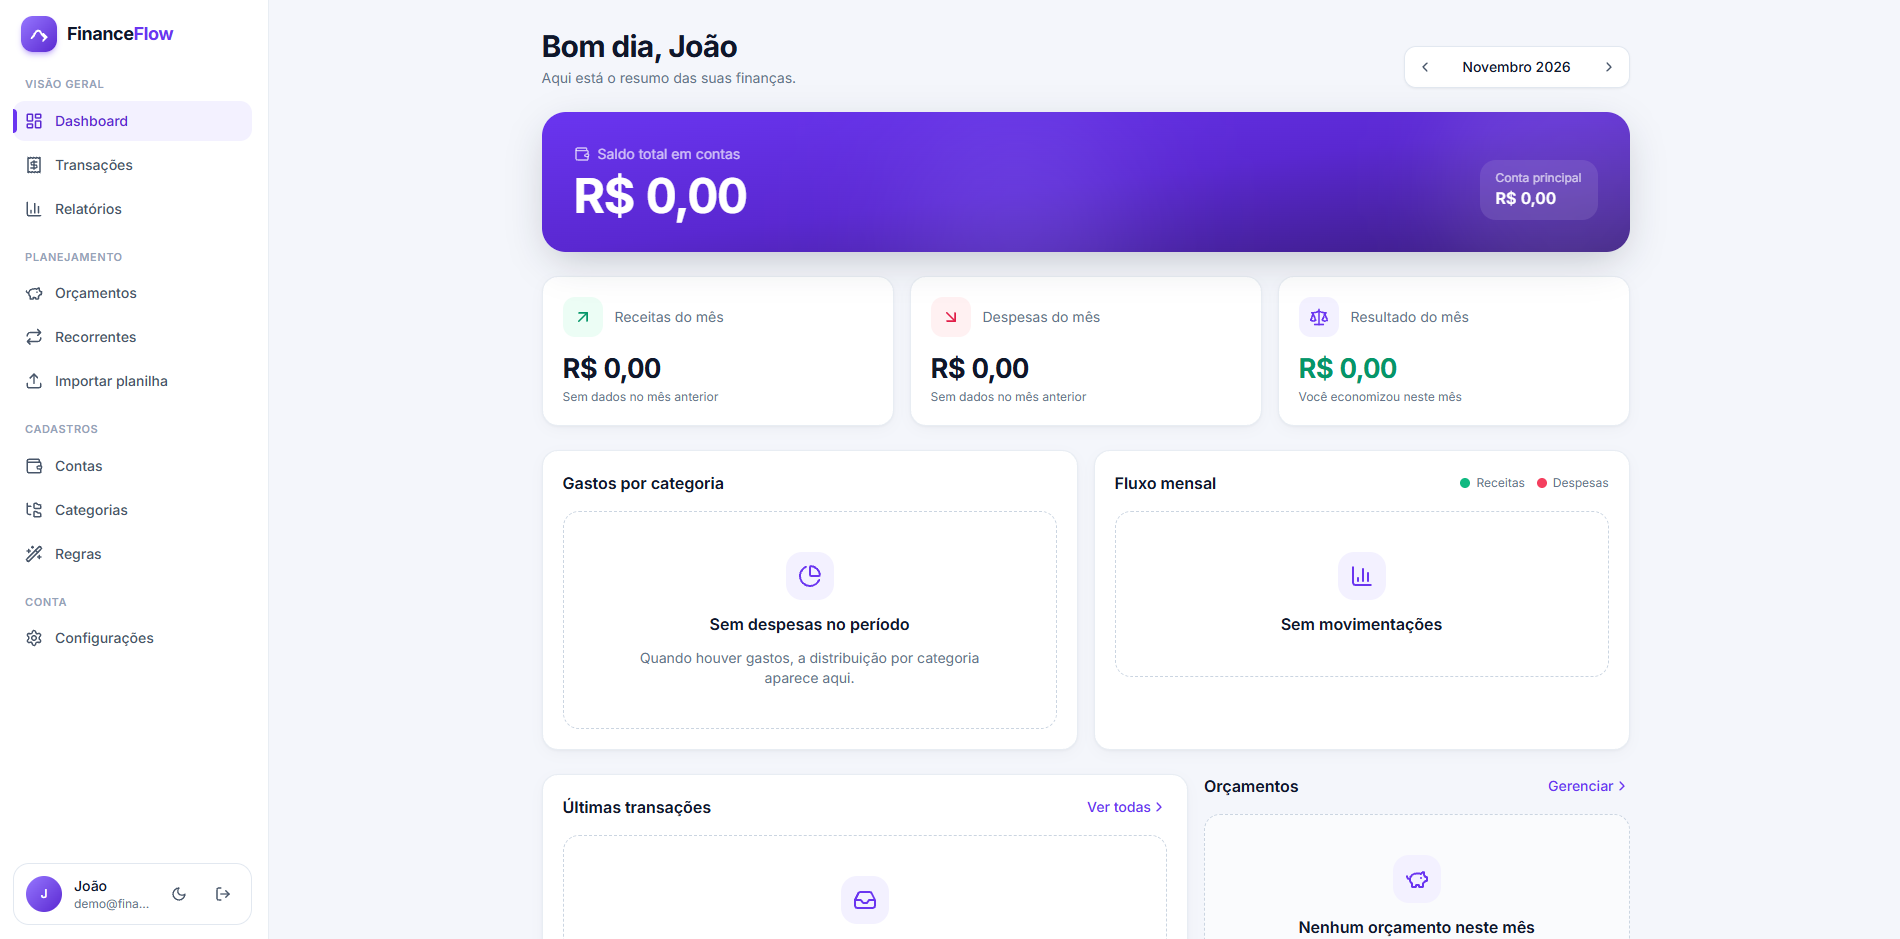 FinanceFlow
VISÃO GERAL
Dashboard
Transações
Relatórios
PLANEJAMENTO
Orçamentos
Recorrentes
Importar planilha
CADASTROS
Contas
Categorias
Regras
CONTA
Configurações
J
João
demo@fina...
Bom dia, João
Aqui está o resumo das suas finanças.
Novembro 2026
Saldo total em contas
R$ 0,00
Conta principal
R$ 0,00
Receitas do mês
R$ 0,00
Sem dados no mês anterior
Despesas do mês
R$ 0,00
Sem dados no mês anterior
Resultado do mês
R$ 0,00
Você economizou neste mês
Gastos por categoria
Sem despesas no período
Quando houver gastos, a distribuição por categoria
aparece aqui.
Fluxo mensal
Receitas
Despesas
Sem movimentações
Últimas transações
Ver todas
Orçamentos
Gerenciar
Nenhum orçamento neste mês